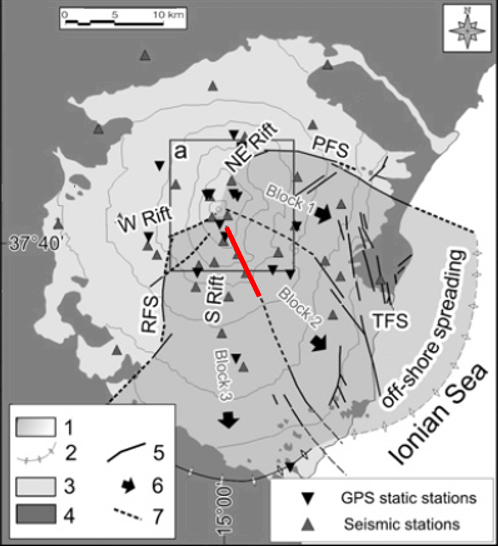 0 5 10 km
N
a
NE Rift
PFS
Block 1
W Rift
37°40'
RFS
S Rift
Block 2
TFS
off-shore spreading
Block 3
Ionian Sea
1
2
3
4
5
6
7
15°00'
GPS static stations
Seismic stations